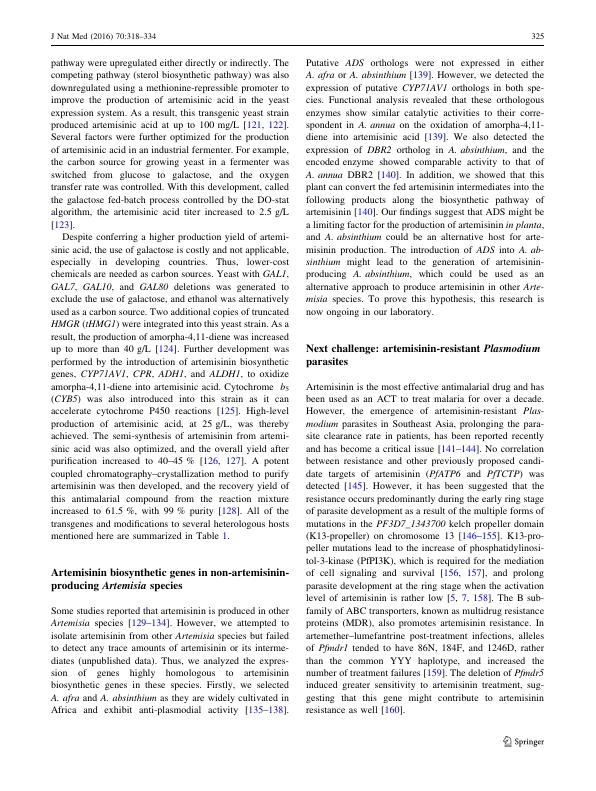 J Nat Med (2016) 70:318–334
325
pathway were upregulated either directly or indirectly. The
competing pathway (sterol biosynthetic pathway) was also
downregulated using a methionine-repressible promoter to
improve the production of artemisinic acid in the yeast
expression system. As a result, this transgenic yeast strain
produced artemisinic acid at up to 100 mg/L [121, 122].
Several factors were further optimized for the production
of artemisinic acid in an industrial fermenter. For example,
the carbon source for growing yeast in a fermenter was
switched from glucose to galactose, and the oxygen
transfer rate was controlled. With this development, called
the galactose fed-batch process controlled by the DO-stat
algorithm, the artemisinic acid titer increased to 2.5 g/L
[123].
Despite conferring a higher production yield of artemi-
sinic acid, the use of galactose is costly and not applicable,
especially in developing countries. Thus, lower-cost
chemicals are needed as carbon sources. Yeast with GAL1,
GAL7, GAL10, and GAL80 deletions was generated to
exclude the use of galactose, and ethanol was alternatively
used as a carbon source. Two additional copies of truncated
HMGR (tHMG1) were integrated into this yeast strain. As a
result, the production of amorpha-4,11-diene was increased
up to more than 40 g/L [124]. Further development was
performed by the introduction of artemisinin biosynthetic
genes, CYP71AV1, CPR, ADH1, and ALDH1, to oxidize
amorpha-4,11-diene into artemisinic acid. Cytochrome b5
(CYB5) was also introduced into this strain as it can
accelerate cytochrome P450 reactions [125]. High-level
production of artemisinic acid, at 25 g/L, was thereby
achieved. The semi-synthesis of artemisinin from artemi-
sinic acid was also optimized, and the overall yield after
purification increased to 40–45 % [126, 127]. A potent
coupled chromatography–crystallization method to purify
artemisinin was then developed, and the recovery yield of
this antimalarial compound from the reaction mixture
increased to 61.5 %, with 99 % purity [128]. All of the
transgenes and modifications to several heterologous hosts
mentioned here are summarized in Table 1.
Artemisinin biosynthetic genes in non-artemisinin-
producing Artemisia species
Some studies reported that artemisinin is produced in other
Artemisia species [129–134]. However, we attempted to
isolate artemisinin from other Artemisia species but failed
to detect any trace amounts of artemisinin or its interme-
diates (unpublished data). Thus, we analyzed the expres-
sion of genes highly homologous to artemisinin
biosynthetic genes in these species. Firstly, we selected
A. afra and A. absinthium as they are widely cultivated in
Africa and exhibit anti-plasmodial activity [135–138].
Putative ADS orthologs were not expressed in either
A. afra or A. absinthium [139]. However, we detected the
expression of putative CYP71AV1 orthologs in both spe-
cies. Functional analysis revealed that these orthologous
enzymes show similar catalytic activities to their corre-
spondent in A. annua on the oxidation of amorpha-4,11-
diene into artemisinic acid [139]. We also detected the
expression of DBR2 ortholog in A. absinthium, and the
encoded enzyme showed comparable activity to that of
A. annua DBR2 [140]. In addition, we showed that this
plant can convert the fed artemisinin intermediates into the
following products along the biosynthetic pathway of
artemisinin [140]. Our findings suggest that ADS might be
a limiting factor for the production of artemisinin in planta,
and A. absinthium could be an alternative host for arte-
misinin production. The introduction of ADS into A. ab-
sinthium might lead to the generation of artemisinin-
producing A. absinthium, which could be used as an
alternative approach to produce artemisinin in other Arte-
misia species. To prove this hypothesis, this research is
now ongoing in our laboratory.
Next challenge: artemisinin-resistant Plasmodium
parasites
Artemisinin is the most effective antimalarial drug and has
been used as an ACT to treat malaria for over a decade.
However, the emergence of artemisinin-resistant Plas-
modium parasites in Southeast Asia, prolonging the para-
site clearance rate in patients, has been reported recently
and has become a critical issue [141–144]. No correlation
between resistance and other previously proposed candi-
date targets of artemisinin (PfATP6 and PfTCTP) was
detected [145]. However, it has been suggested that the
resistance occurs predominantly during the early ring stage
of parasite development as a result of the multiple forms of
mutations in the PF3D7_1343700 kelch propeller domain
(K13-propeller) on chromosome 13 [146–155]. K13-pro-
peller mutations lead to the increase of phosphatidylinosi-
tol-3-kinase (PfPI3K), which is required for the mediation
of cell signaling and survival [156, 157], and prolong
parasite development at the ring stage when the activation
level of artemisinin is rather low [5, 7, 158]. The B sub-
family of ABC transporters, known as multidrug resistance
proteins (MDR), also promotes artemisinin resistance. In
artemether–lumefantrine post-treatment infections, alleles
of Pfmdr1 tended to have 86N, 184F, and 1246D, rather
than the common YYY haplotype, and increased the
number of treatment failures [159]. The deletion of Pfmdr5
induced greater sensitivity to artemisinin treatment, sug-
gesting that this gene might contribute to artemisinin
resistance as well [160].
Springer